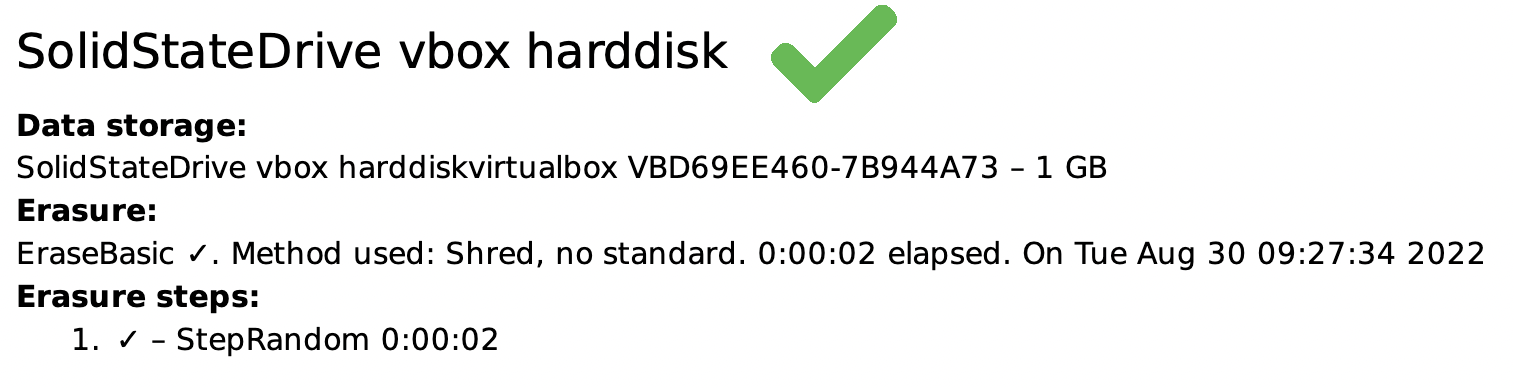 SolidStateDrive vbox harddisk
Data storage:
SolidStateDrive vbox harddiskvirtualbox VBD69EE460-7B944A73 – 1 GB
Erasure:
EraseBasic ✓. Method used: Shred, no standard. 0:00:02 elapsed. On Tue Aug 30 09:27:34 2022
Erasure steps:
1. ✓ – StepRandom 0:00:02